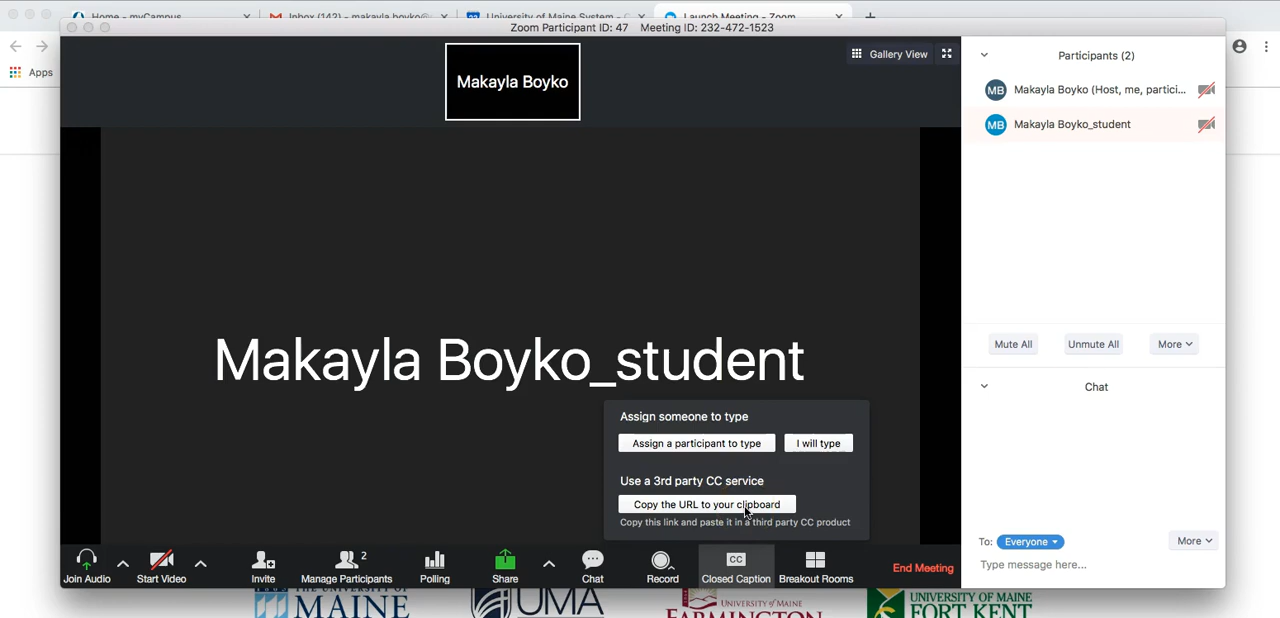 Home - myCampus
Inbox (142) - makayla.boyko@
University of Maine System - C
Launch Meeting - Zoom
Zoom Participant ID: 47 Meeting ID: 232-472-1523
Apps
Makayla Boyko
Gallery View
Participants (2)
MB Makayla Boyko (Host, me, partici...
MB Makayla Boyko_student
Makayla Boyko_student
Mute All
Unmute All
More
Chat
Assign someone to type
Assign a participant to type
I will type
Use a 3rd party CC service
Copy the URL to your clipboard
Copy this link and paste it in a third party CC product
To: Everyone
More
Type message here...
Join Audio
Start Video
Invite
2
Manage Participants
Polling
Share
Chat
Record
CC
Closed Caption
Breakout Rooms
End Meeting
MAINE
UMA
UNIVERSITY OF MAINE
FARMINGTON
UNIVERSITY OF MAINE
FORT KENT